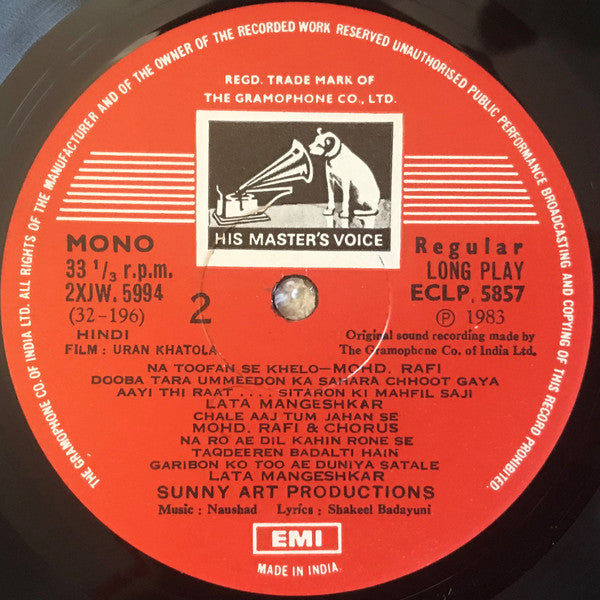 THE GRAMOPHONE CO. OF INDIA LTD. ALL RIGHTS OF THE MANUFACTURER AND OF THE OWNER OF THE RECORDED WORK RESERVED UNAUTHORISED PUBLIC PERFORMANCE BROADCASTING AND COPYING OF THIS RECORD PROHIBITED.
REGD. TRADE MARK OF
THE GRAMOPHONE CO., LTD.
HIS MASTER'S VOICE
MONO
33 1/3 r.p.m.
2XJW. 5994
(32-196)
2
HINDI
FILM : URAN KHATOLA
Regular
LONG PLAY
ECLP. 5857
℗ 1983
Original sound recording made by
The Gramophone Co. of India Ltd.
NA TOOFAN SE KHELO—MOHD. RAFI
DOOBA TARA UMMEEDON KA SAHARA CHHOOT GAYA
AAYI THI RAAT .... SITARON KI MAHFIL SAJI
LATA MANGESHKAR
CHALE AAJ TUM JAHAN SE
MOHD. RAFI & CHORUS
NA RO AE DIL KAHIN RONE SE
TAQDEEREN BADALTI HAIN
GARIBON KO TOO AE DUNIYA SATALE
LATA MANGESHKAR
SUNNY ART PRODUCTIONS
Music : Naushad Lyrics : Shakeel Badayuni
EMI
MADE IN INDIA.